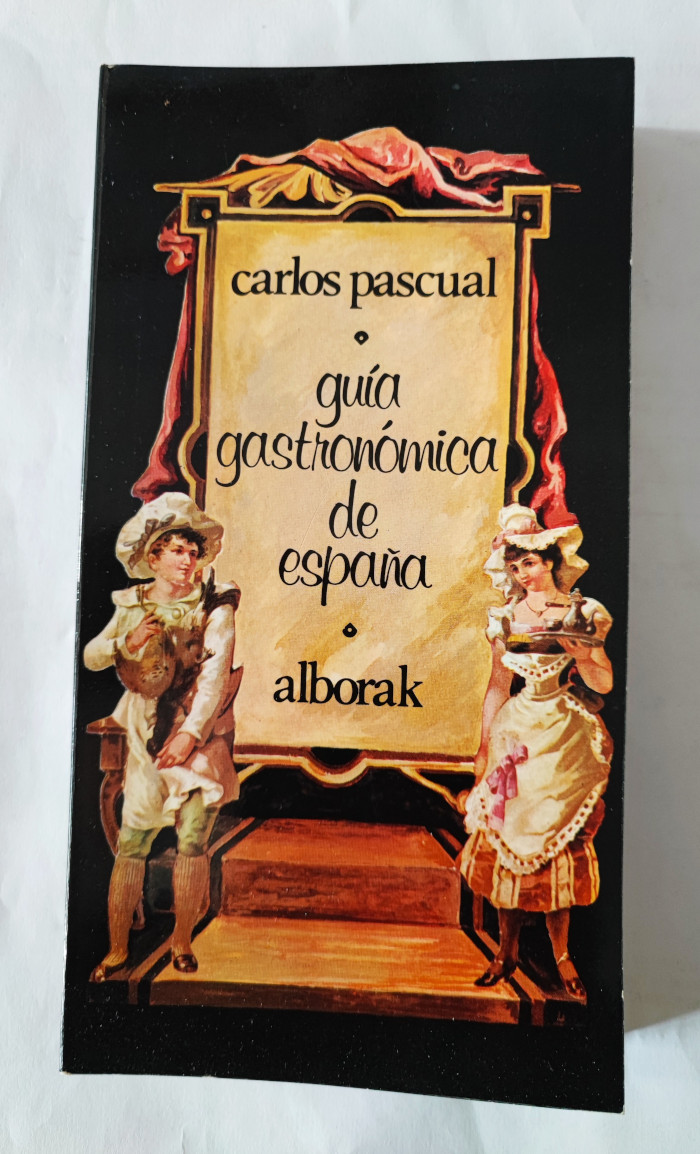 carlos pascual
guía
gastronómica
de
españa
alborak